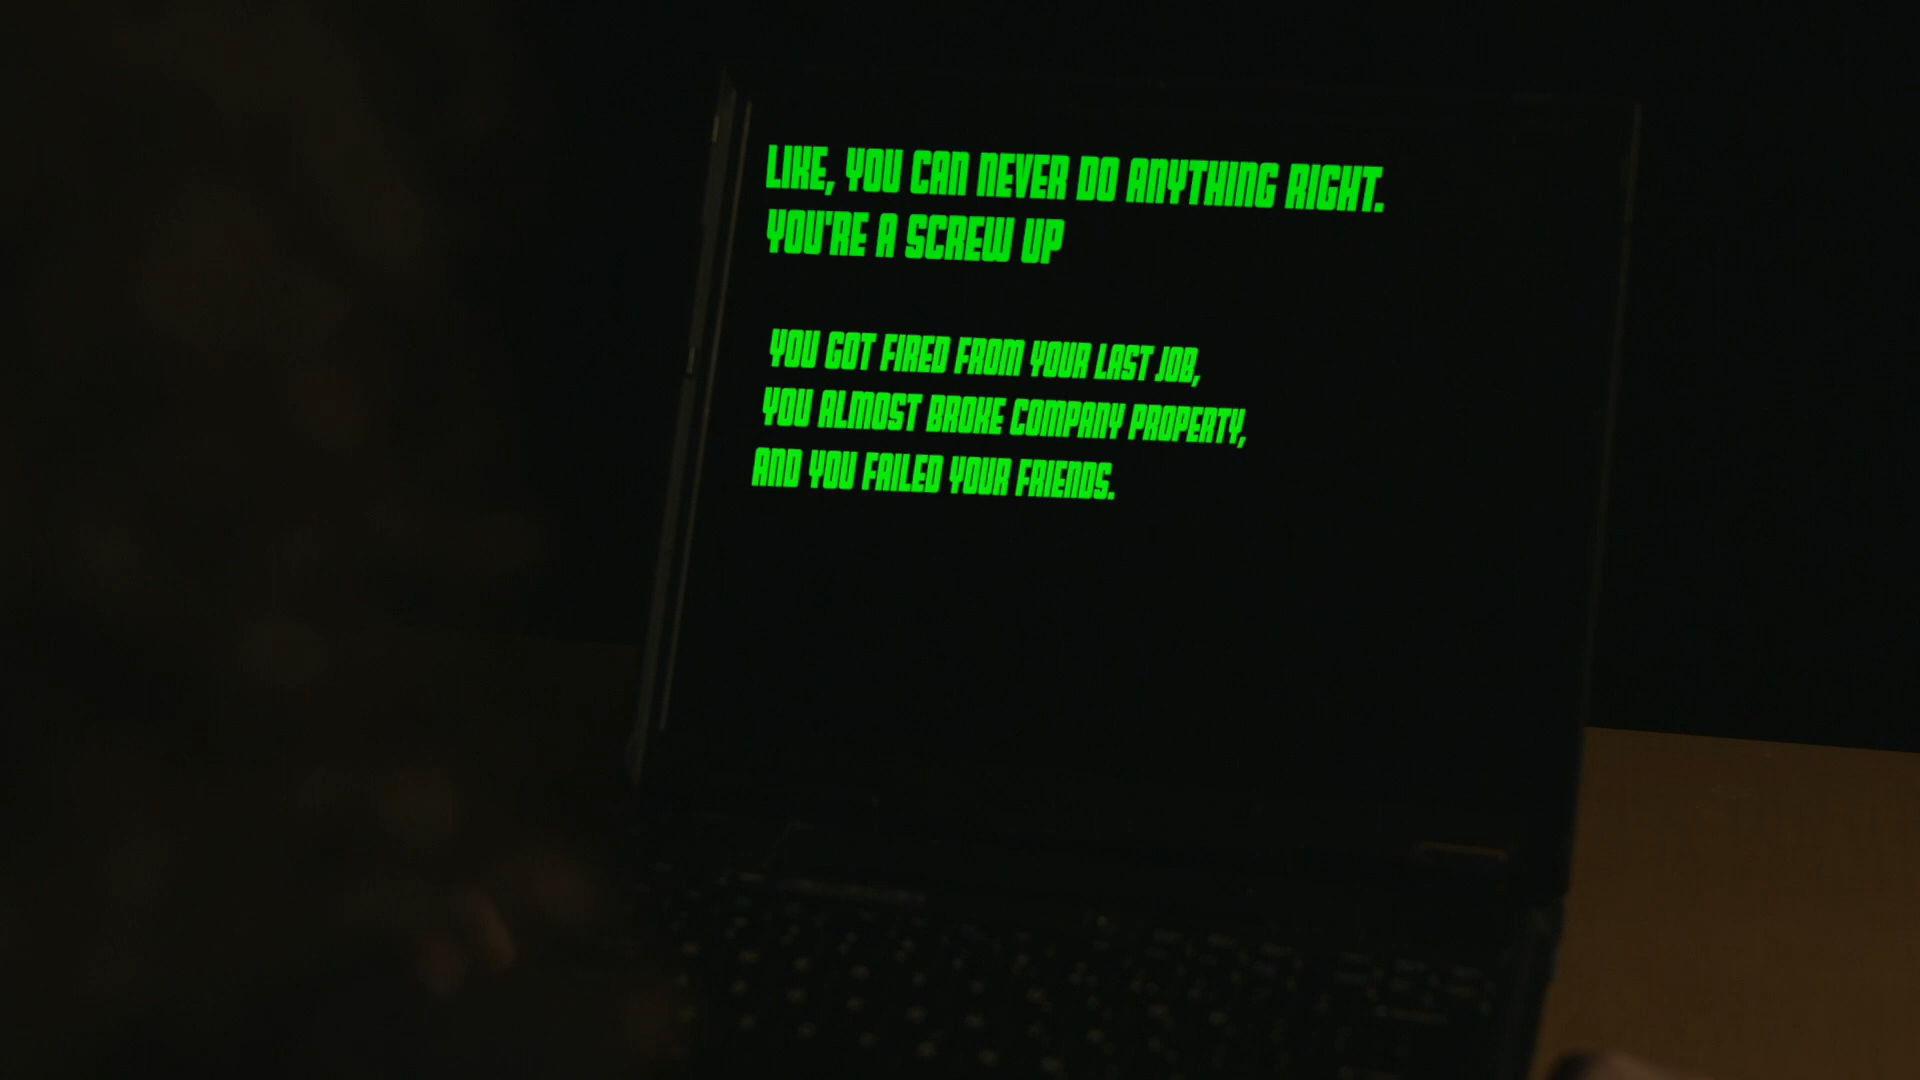 LIKE, YOU CAN NEVER DO ANYTHING RIGHT.
YOU'RE A SCREW UP
YOU GOT FIRED FROM YOUR LAST JOB,
YOU ALMOST BROKE COMPANY PROPERTY,
AND YOU FAILED YOUR FRIENDS.